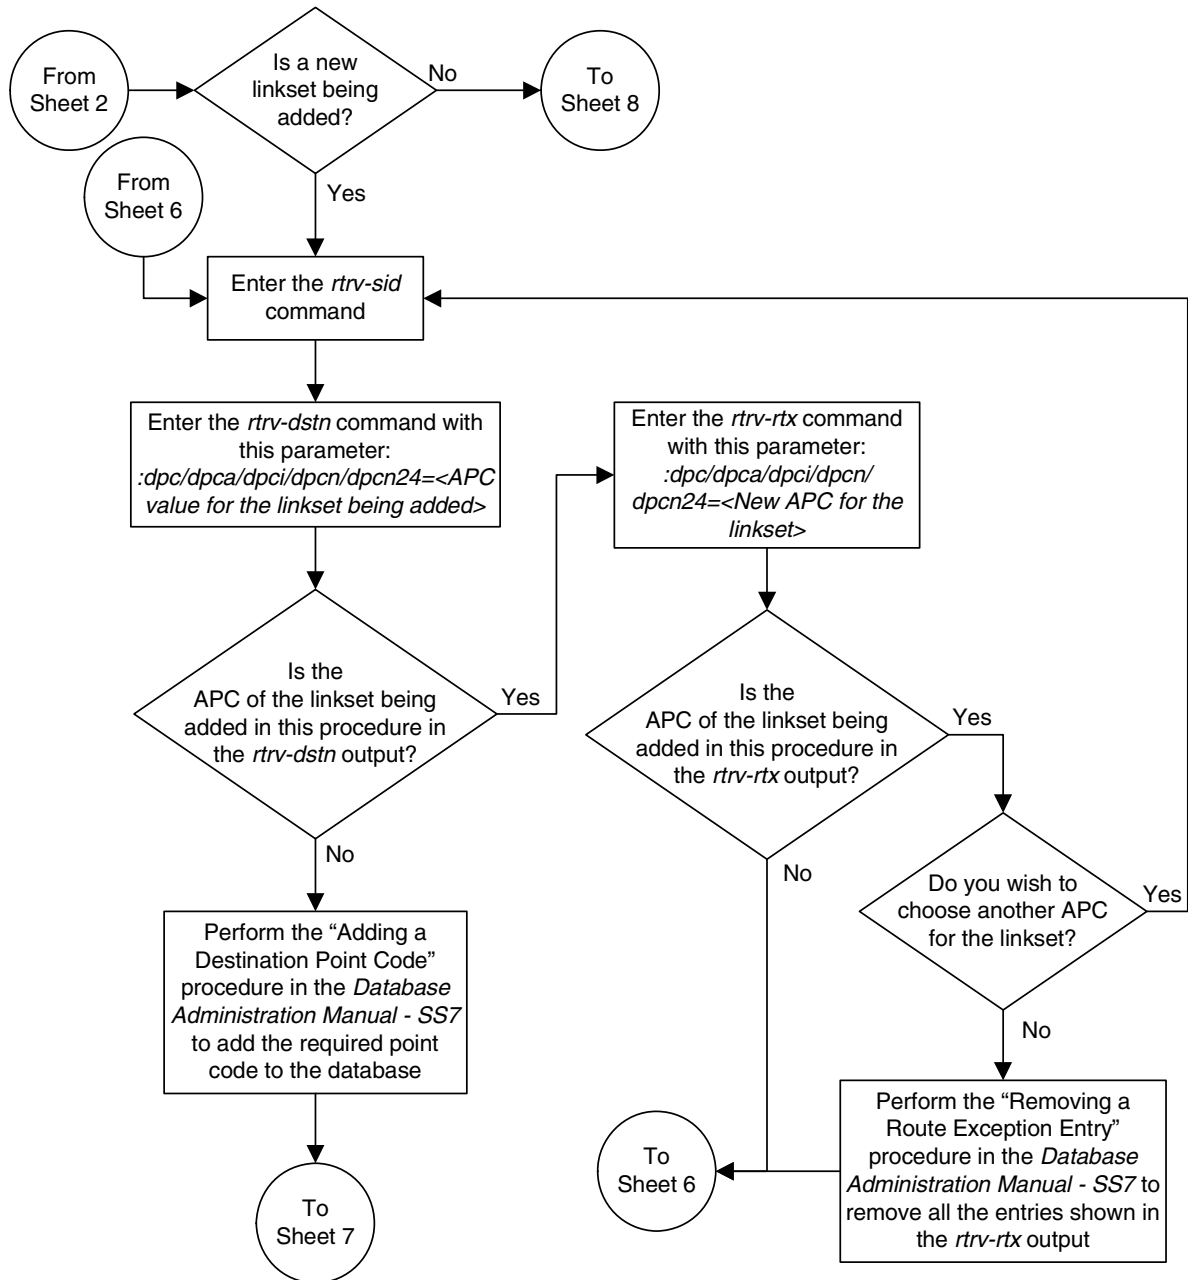 From
Sheet 2
Is a new
linkset being
added?
No
To
Sheet 8
From
Sheet 6
Yes
Enter the rtrv-sid
command
Enter the rtrv-dstn command with
this parameter:
:dpc/dpca/dpci/dpcn/dpcn24=<APC
value for the linkset being added>
Enter the rtrv-rtx command
with this parameter:
:dpc/dpca/dpci/dpcn/
dpcn24=<New APC for the
linkset>
Is the
APC of the linkset being
added in this procedure in
the rtrv-dstn output?
Yes
Is the
APC of the linkset being
added in this procedure in
the rtrv-rtx output?
Yes
No
No
Do you wish to
choose another APC
for the linkset?
Yes
Perform the “Adding a
Destination Point Code”
procedure in the Database
Administration Manual - SS7
to add the required point
code to the database
No
Perform the “Removing a
Route Exception Entry”
procedure in the Database
Administration Manual - SS7 to
remove all the entries shown in
the rtrv-rtx output
To
Sheet 6
To
Sheet 7